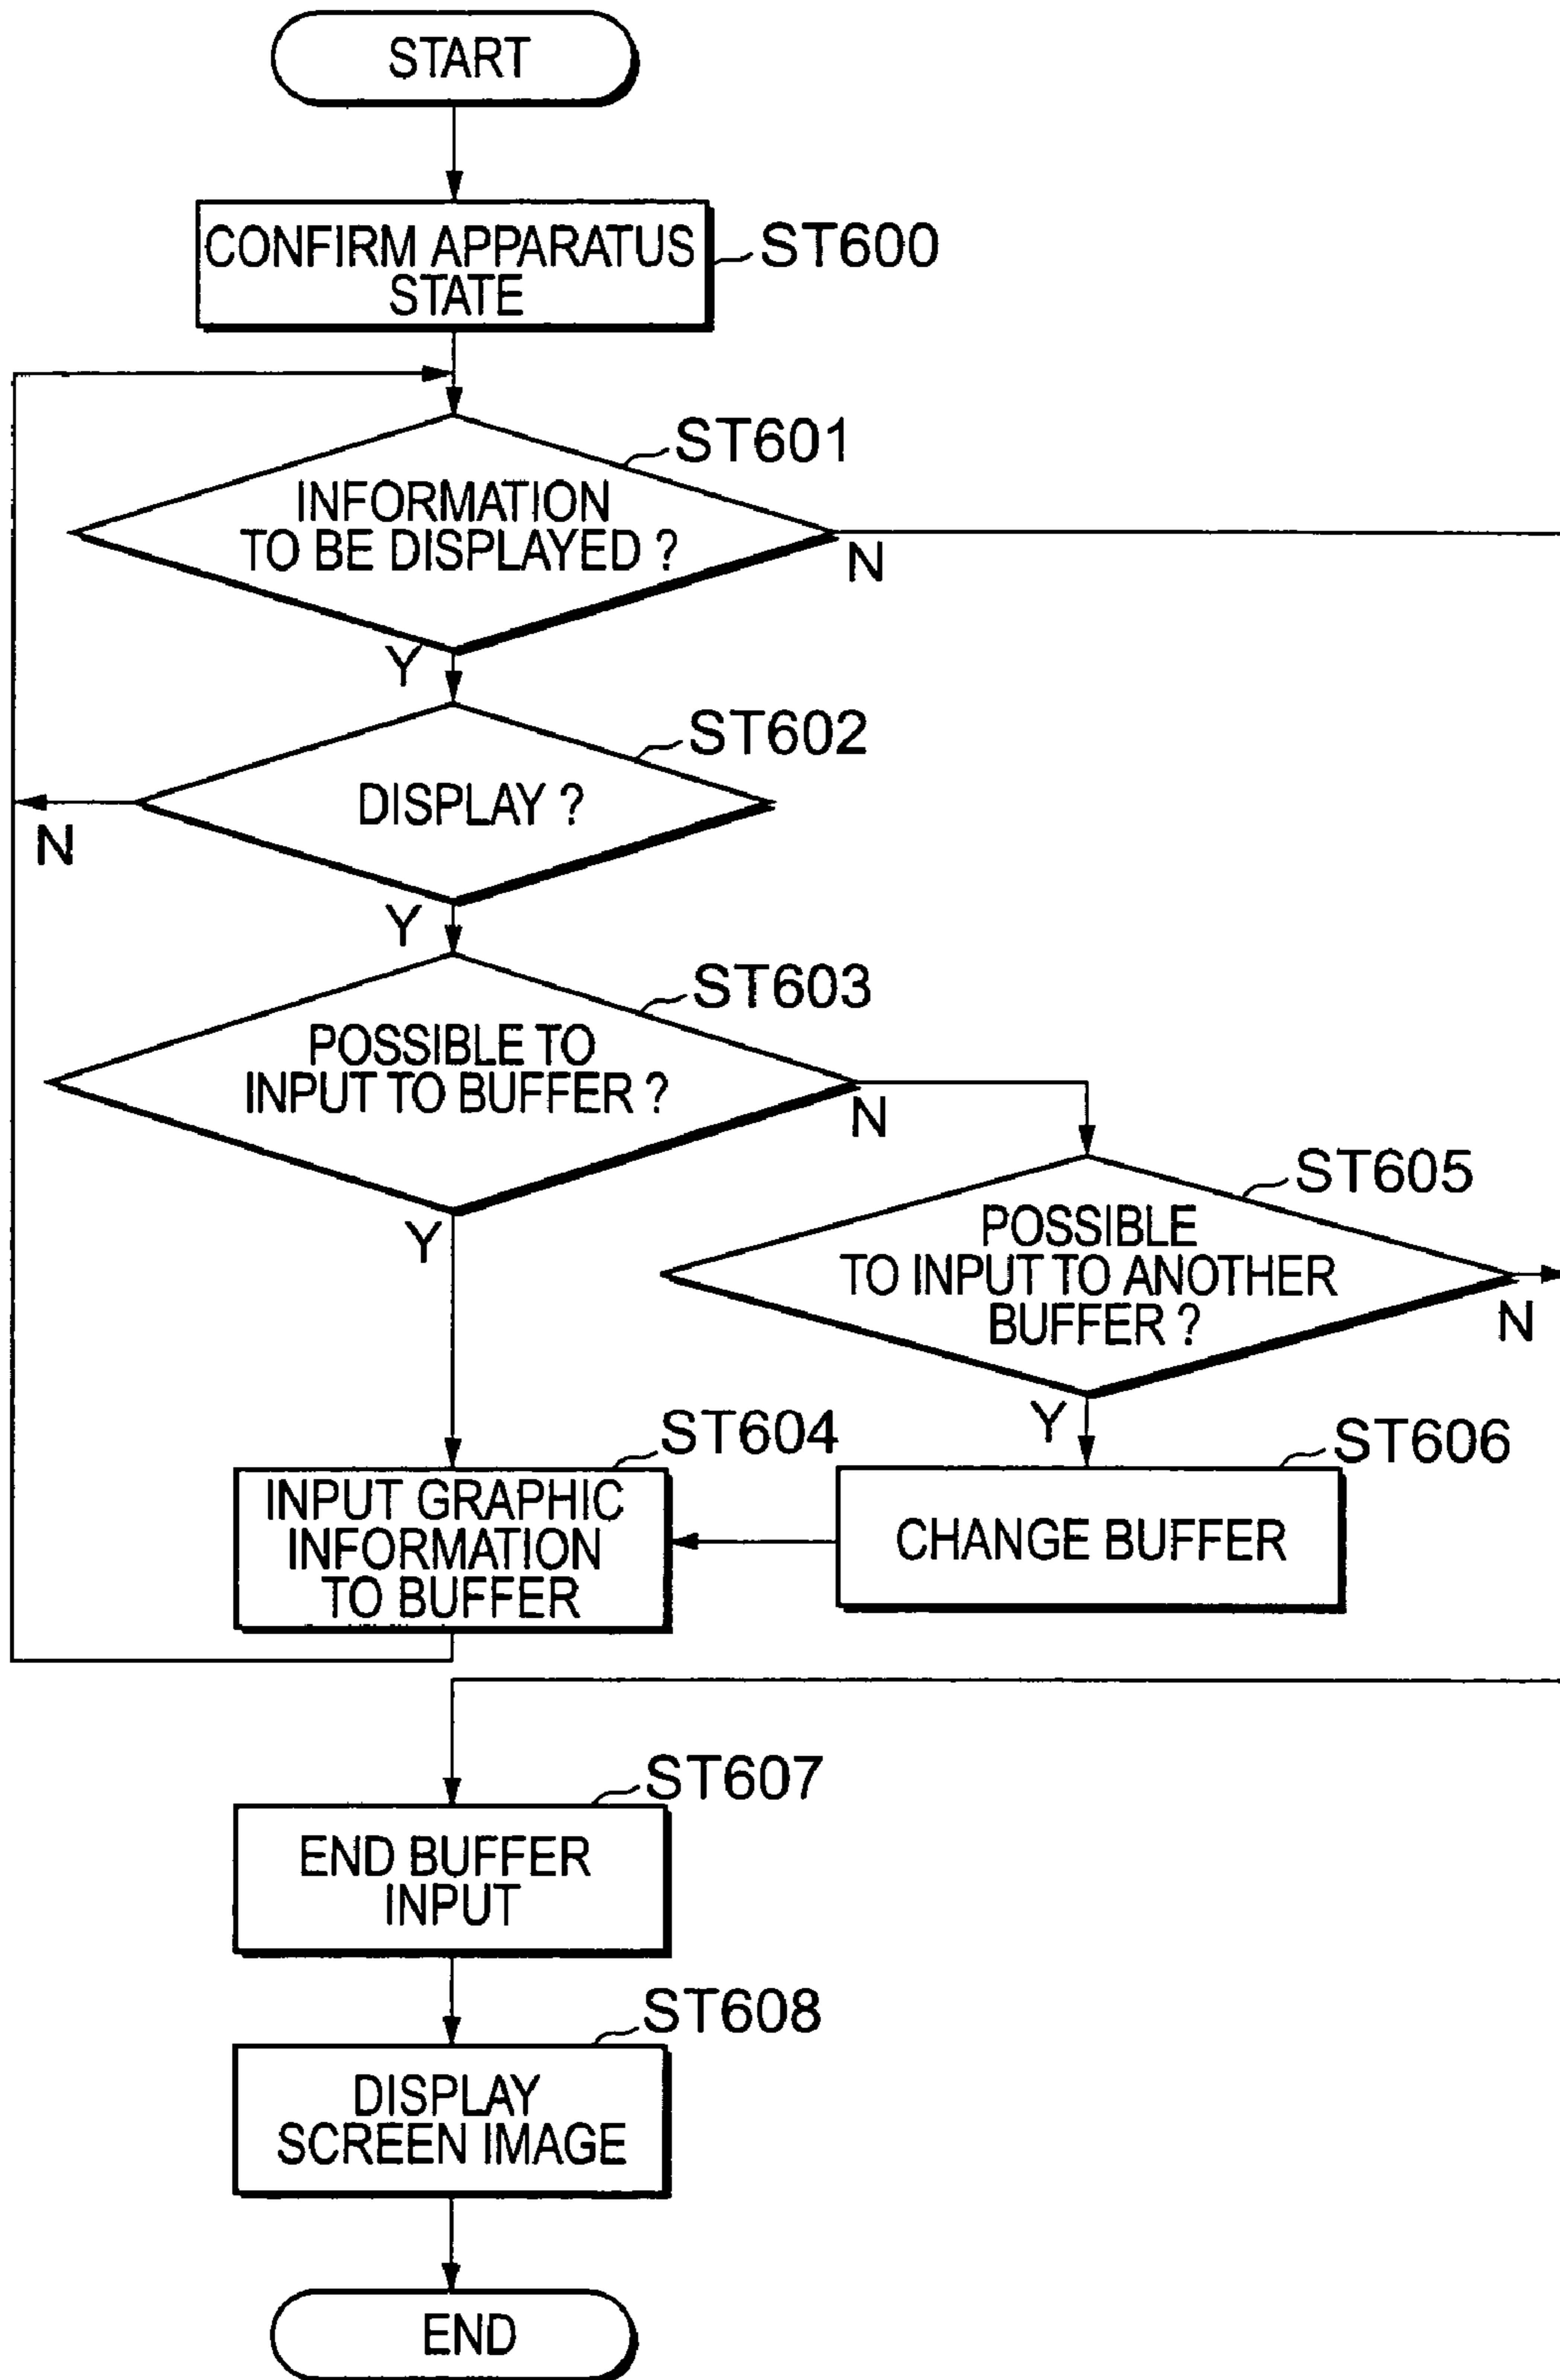 START
CONFIRM APPARATUS
STATE
ST600
ST601
INFORMATION
TO BE DISPLAYED ?
N
Y
ST602
DISPLAY ?
N
Y
ST603
POSSIBLE TO
INPUT TO BUFFER ?
N
Y
ST605
POSSIBLE
TO INPUT TO ANOTHER
BUFFER ?
N
Y
ST604
INPUT GRAPHIC
INFORMATION
TO BUFFER
ST606
CHANGE BUFFER
ST607
END BUFFER
INPUT
ST608
DISPLAY
SCREEN IMAGE
END